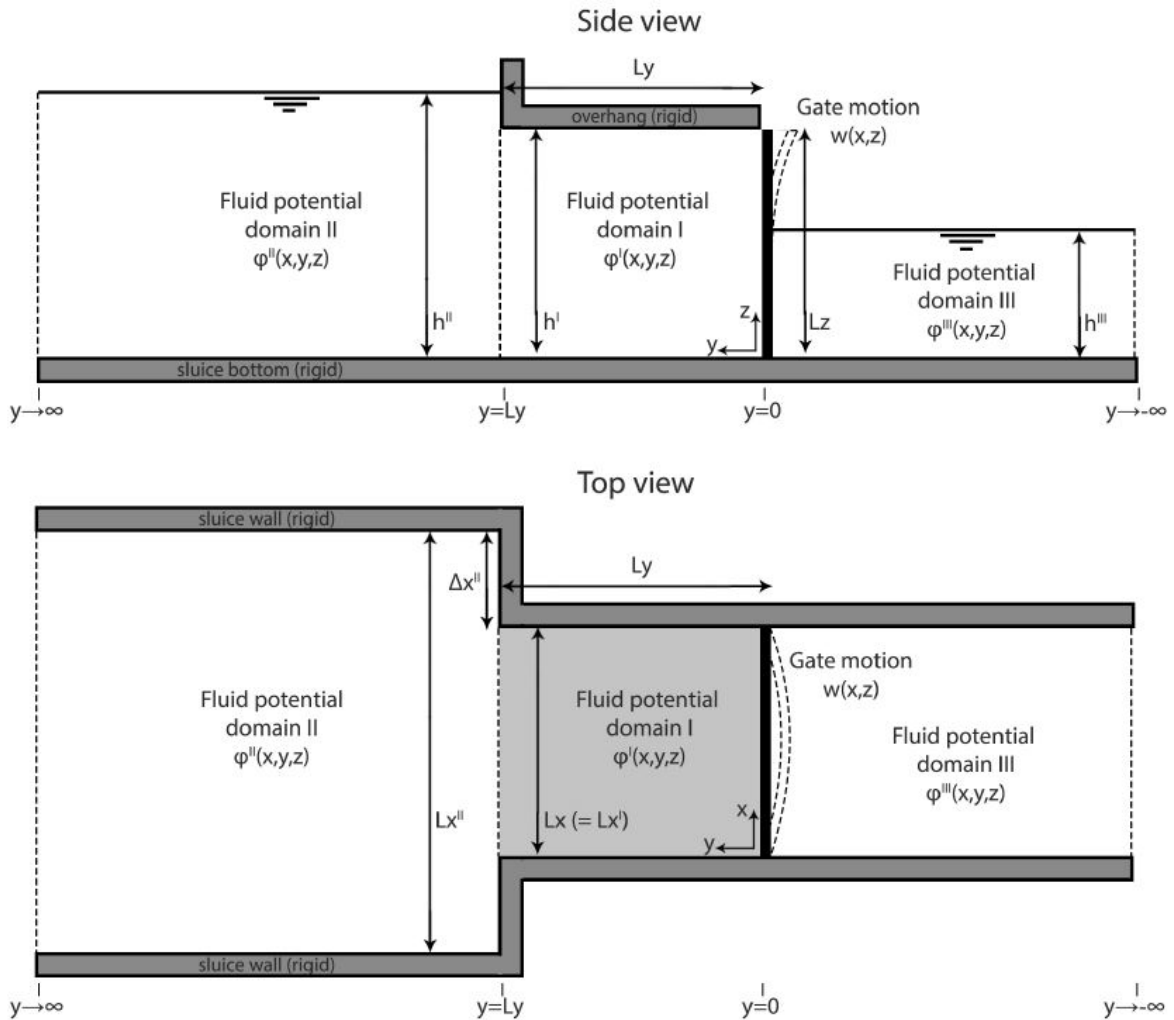 Side view
Ly
overhang (rigid)
Gate motion
w(x,z)
Fluid potential
domain II
φᴵᴵ(x,y,z)
Fluid potential
domain I
φᴵ(x,y,z)
Fluid potential
domain III
φᴵᴵᴵ(x,y,z)
hᴵᴵ
hᴵ
z
y
Lz
hᴵᴵᴵ
sluice bottom (rigid)
y→∞
y=Ly
y=0
y→-∞
Top view
sluice wall (rigid)
Δxᴵᴵ
Ly
Gate motion
w(x,z)
Fluid potential
domain II
φᴵᴵ(x,y,z)
Fluid potential
domain I
φᴵ(x,y,z)
Fluid potential
domain III
φᴵᴵᴵ(x,y,z)
Lxᴵᴵ
Lx (= Lxᴵ)
x
y
sluice wall (rigid)
y→∞
y=Ly
y=0
y→-∞